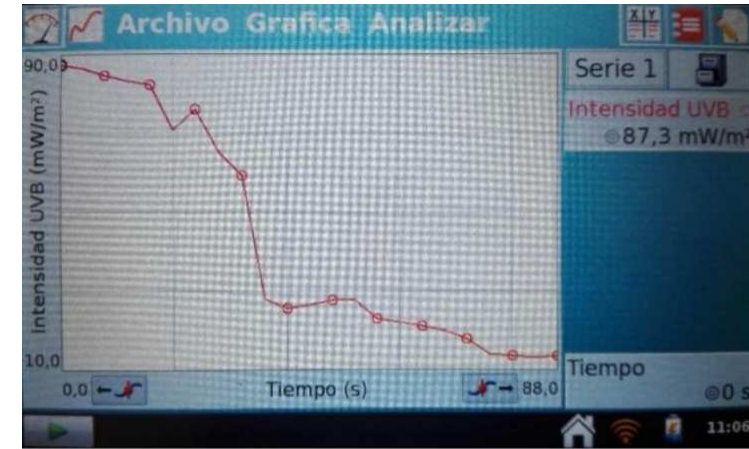 Archivo Grafica Analizar
X Y
90,0
Intensidad UVB (mW/m²)
10,0
0,0
Tiempo (s)
88,0
Serie 1
Intensidad UVB
87,3 mW/m²
Tiempo
0 s
11:06